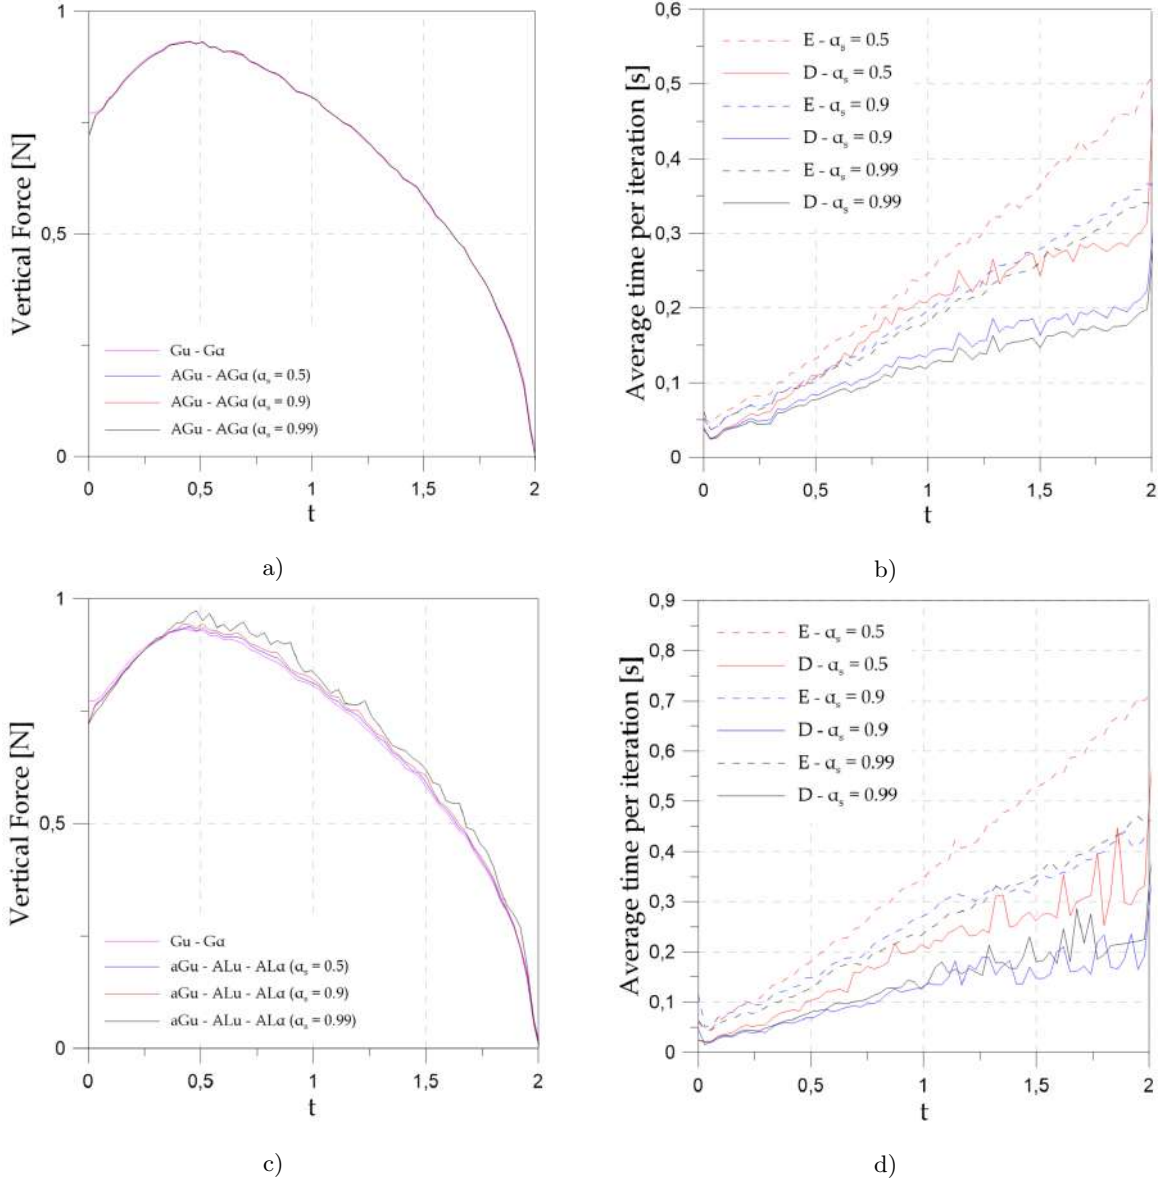 1
0,5
0
Vertical Force [N]
Gu - Gα
AGu - AGα (αs = 0.5)
AGu - AGα (αs = 0.9)
AGu - AGα (αs = 0.99)
0 0,5 1 1,5 2
t
a)
0,6
0,5
0,4
0,3
0,2
0,1
0
Average time per iteration [s]
E - αs = 0.5
D - αs = 0.5
E - αs = 0.9
D - αs = 0.9
E - αs = 0.99
D - αs = 0.99
0 0,5 1 1,5 2
t
b)
1
0,5
0
Vertical Force [N]
Gu - Gα
aGu - ALu - ALα (αs = 0.5)
aGu - ALu - ALα (αs = 0.9)
aGu - ALu - ALα (αs = 0.99)
0 0,5 1 1,5 2
t
c)
0,9
0,8
0,7
0,6
0,5
0,4
0,3
0,2
0,1
0
Average time per iteration [s]
E - αs = 0.5
D - αs = 0.5
E - αs = 0.9
D - αs = 0.9
E - αs = 0.99
D - αs = 0.99
0 0,5 1 1,5 2
t
d)